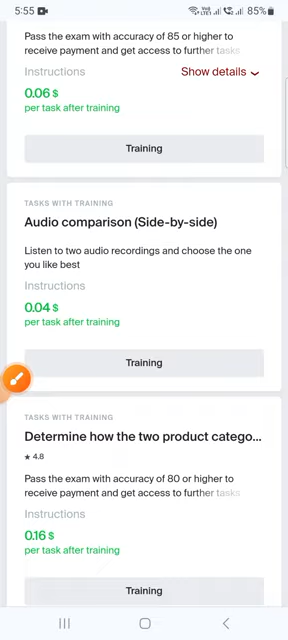 5:55
85%
Pass the exam with accuracy of 85 or higher to
receive payment and get access to further tasks
Instructions
Show details
0.06 $
per task after training
Training
TASKS WITH TRAINING
Audio comparison (Side-by-side)
Listen to two audio recordings and choose the one
you like best
Instructions
0.04 $
per task after training
Training
TASKS WITH TRAINING
Determine how the two product catego...
★ 4.8
Pass the exam with accuracy of 80 or higher to
receive payment and get access to further tasks
Instructions
0.16 $
per task after training
Training